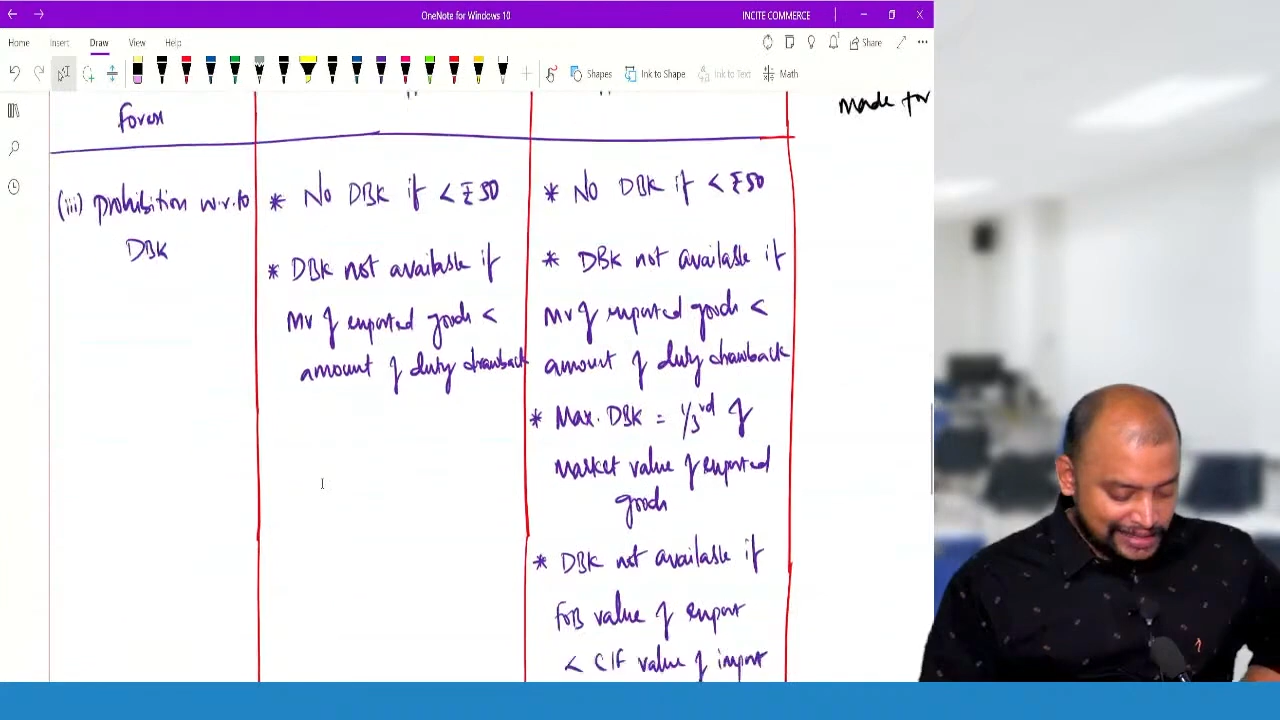 OneNote for Windows 10
INCITE COMMERCE
Home Insert Draw View Help
Share
Shapes
Ink to Shape
Ink to Text
Math
Forex
made for
(iii) prohibition w.r.to
DBK
* No DBK if < ₹50
* DBK not available if
MV of exported goods <
amount of duty drawback
* No DBK if < ₹50
* DBK not available if
MV of exported goods <
amount of duty drawback
* Max. DBK = 1/3rd of
market value of exported
goods
* DBK not available if
FOB value of export
< CIF value of import